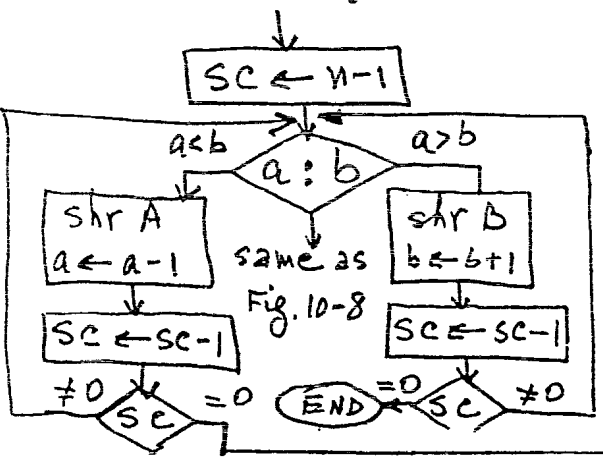 SC ← n-1
a<b
a>b
a : b
shr A
a ← a-1
same as
Fig. 10-8
shr B
b ← b+1
SC ← SC-1
SC ← SC-1
≠0
SC
=0
END
=0
SC
≠0